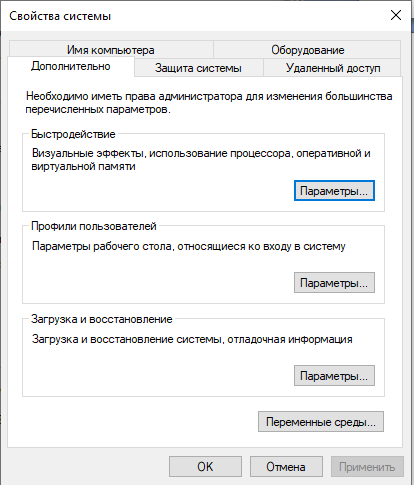 Свойства системы
Имя компьютера
Оборудование
Дополнительно
Защита системы
Удаленный доступ
Необходимо иметь права администратора для изменения большинства
перечисленных параметров.
Быстродействие
Визуальные эффекты, использование процессора, оперативной и
виртуальной памяти
Параметры...
Профили пользователей
Параметры рабочего стола, относящиеся ко входу в систему
Параметры...
Загрузка и восстановление
Загрузка и восстановление системы, отладочная информация
Параметры...
Переменные среды...
ОК
Отмена
Применить